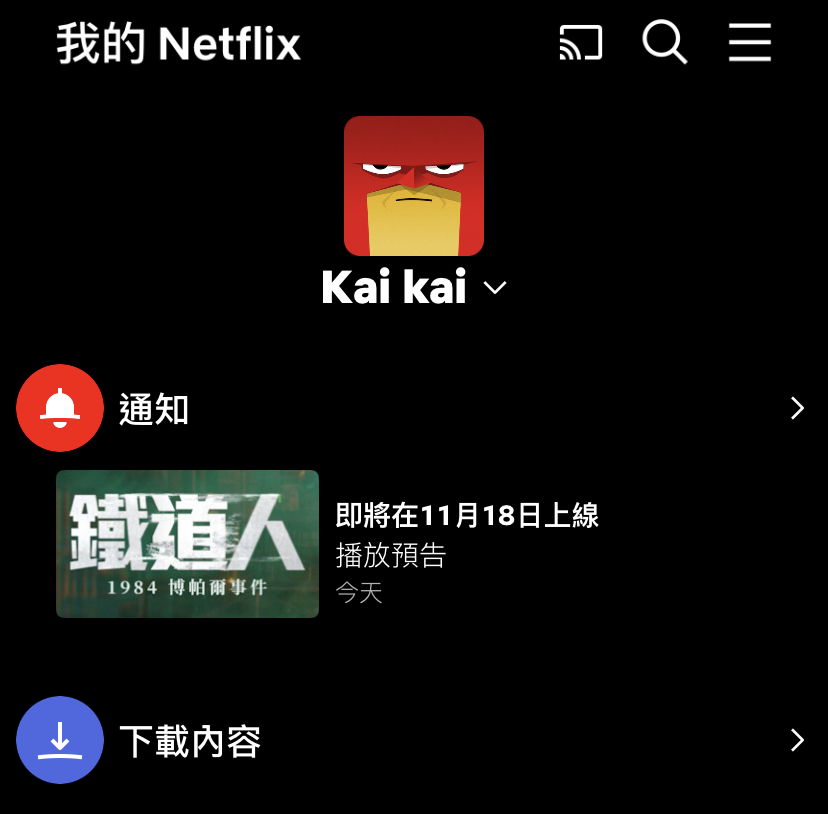 我的 Netflix
Kai kai
通知
鐵道人
1984 博帕爾事件
即將在11月18日上線
播放預告
今天
下載內容